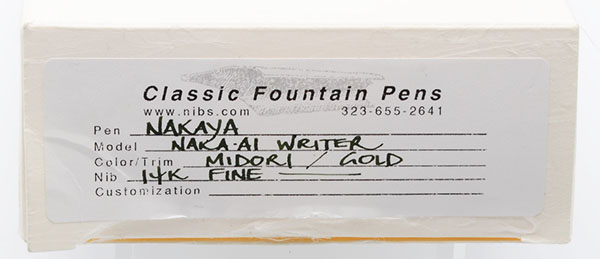 Classic Fountain Pens
www.nibs.com 323-655-2641
Pen NAKAYA
Model NAKA-AI WRITER
Color/Trim MIDORI / GOLD
Nib 14K FINE
Customization